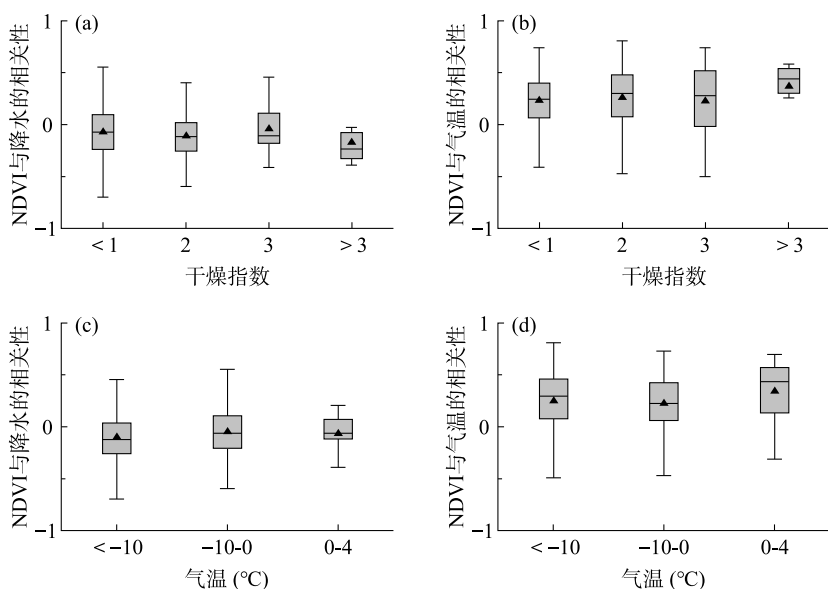 (a)
NDVI与降水的相关性
1
0
−1
< 1
2
3
> 3
干燥指数
(b)
NDVI与气温的相关性
1
0
−1
< 1
2
3
> 3
干燥指数
(c)
NDVI与降水的相关性
1
0
−1
< −10
−10-0
0-4
气温 (℃)
(d)
NDVI与气温的相关性
1
0
−1
< −10
−10-0
0-4
气温 (℃)